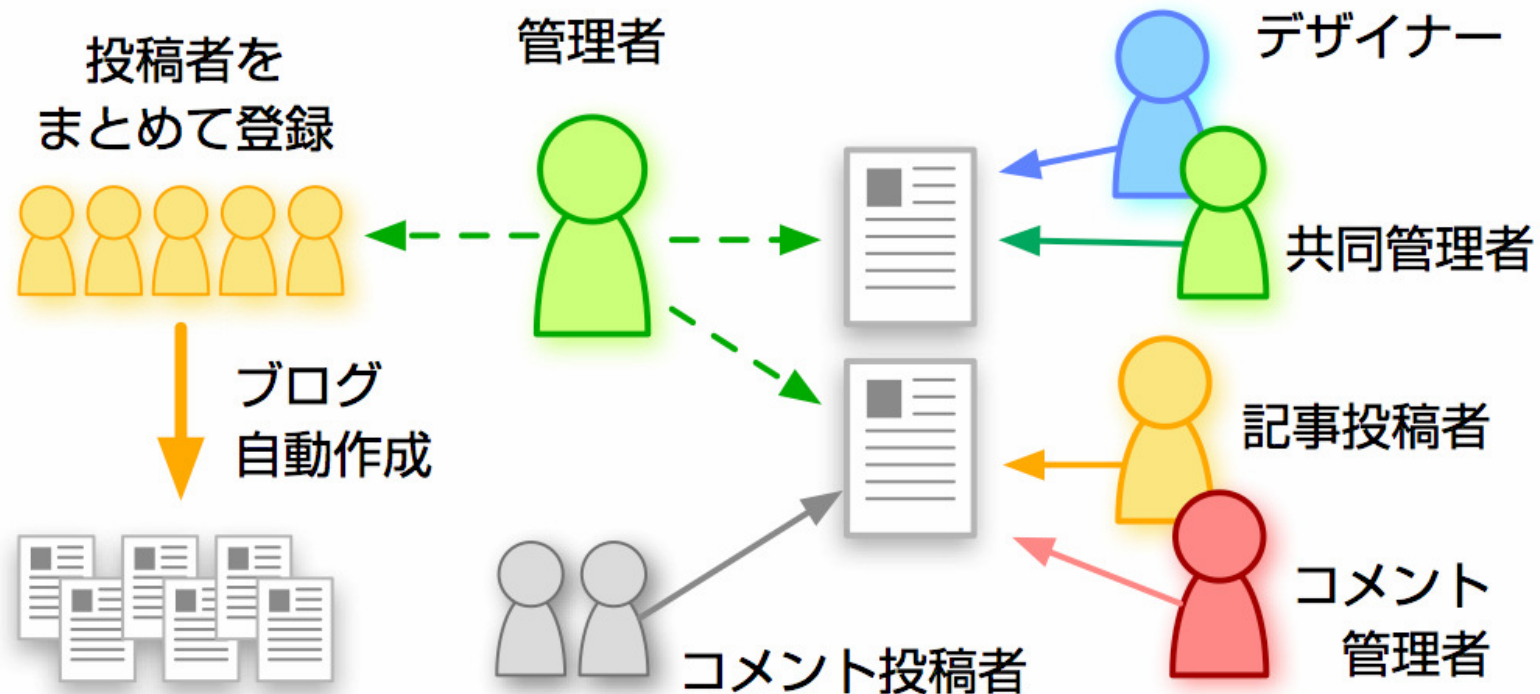 投稿者を
まとめて登録
管理者
デザイナー
共同管理者
ブログ
自動作成
記事投稿者
コメント
管理者
コメント投稿者